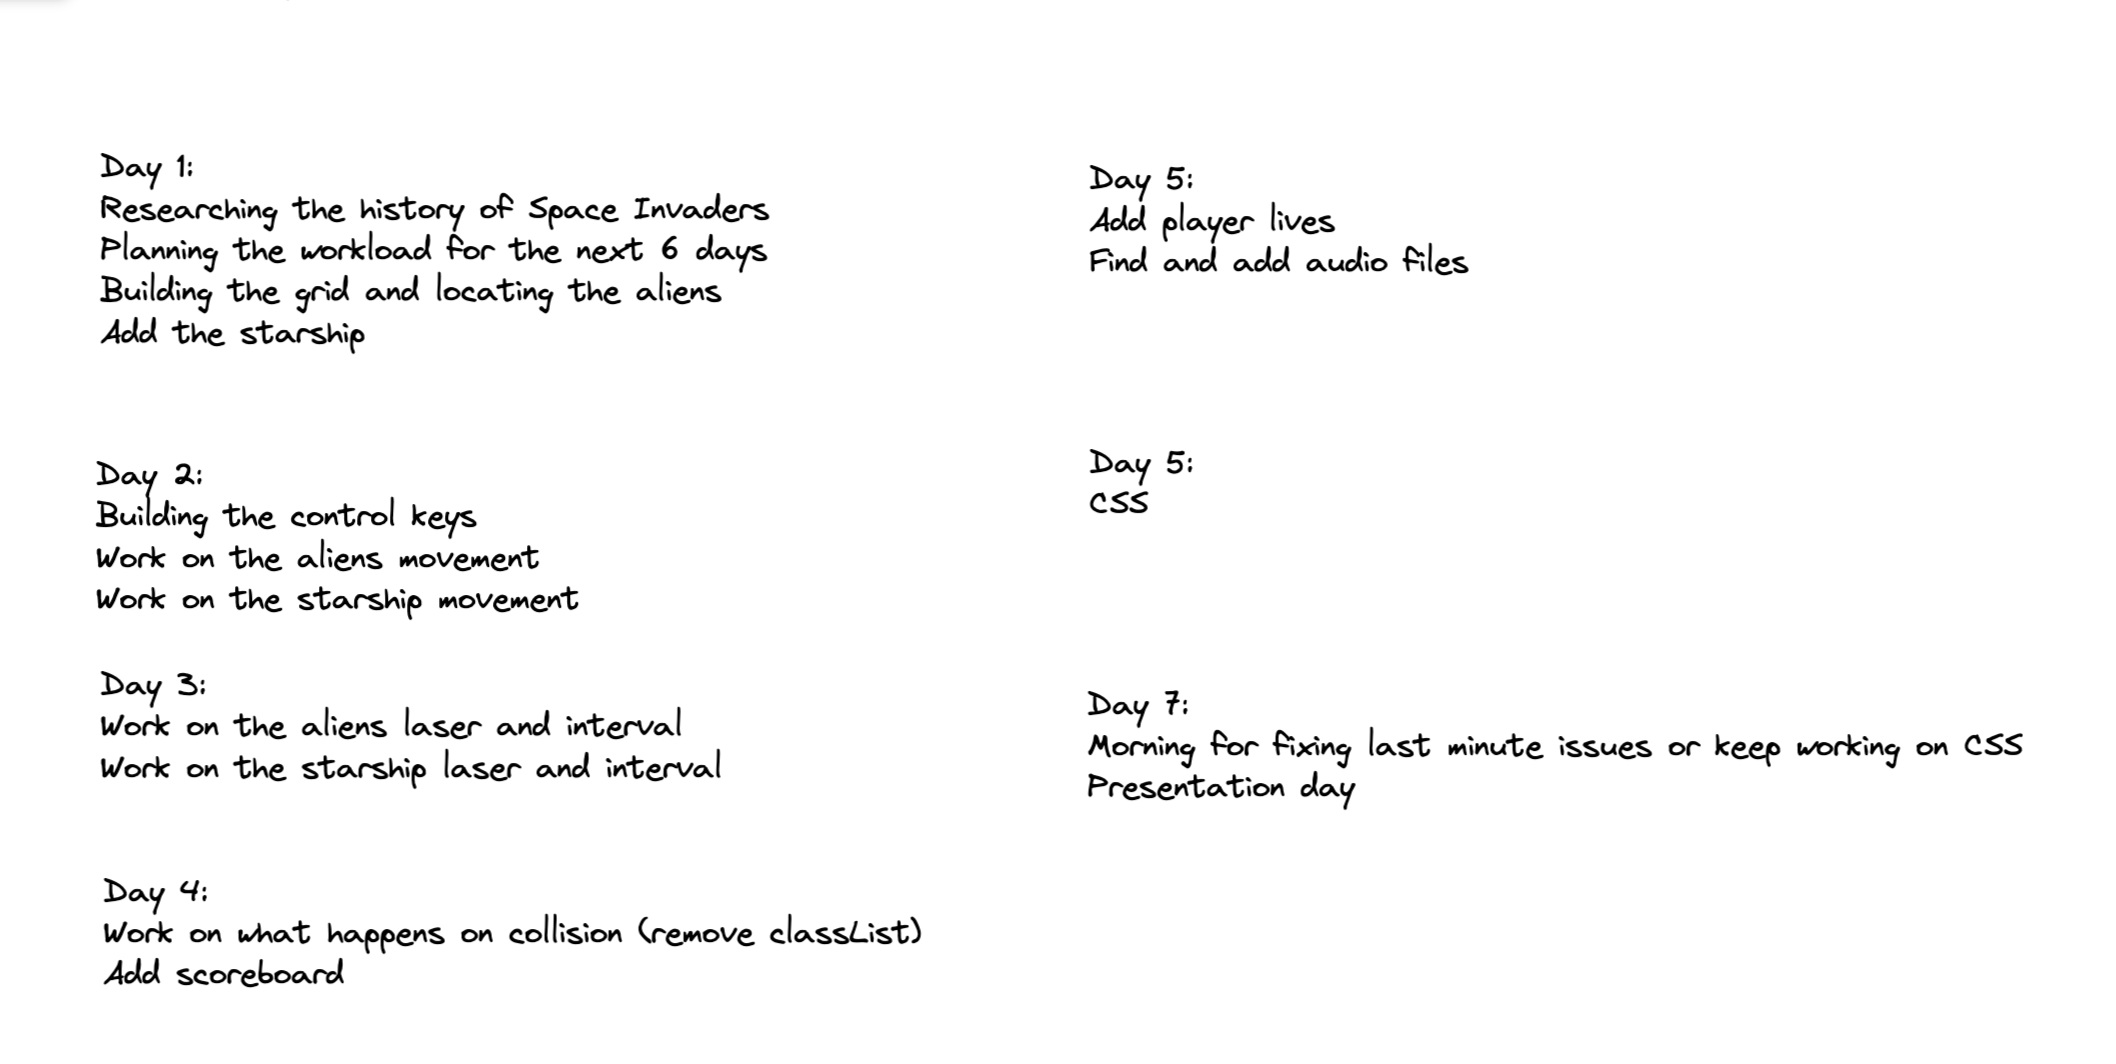 Day 1:
Researching the history of Space Invaders
Planning the workload for the next 6 days
Building the grid and locating the aliens
Add the starship
Day 2:
Building the control keys
Work on the aliens movement
Work on the starship movement
Day 3:
Work on the aliens laser and interval
Work on the starship laser and interval
Day 4:
Work on what happens on collision (remove classList)
Add scoreboard
Day 5:
Add player lives
Find and add audio files
Day 5:
CSS
Day 7:
Morning for fixing last minute issues or keep working on CSS
Presentation day